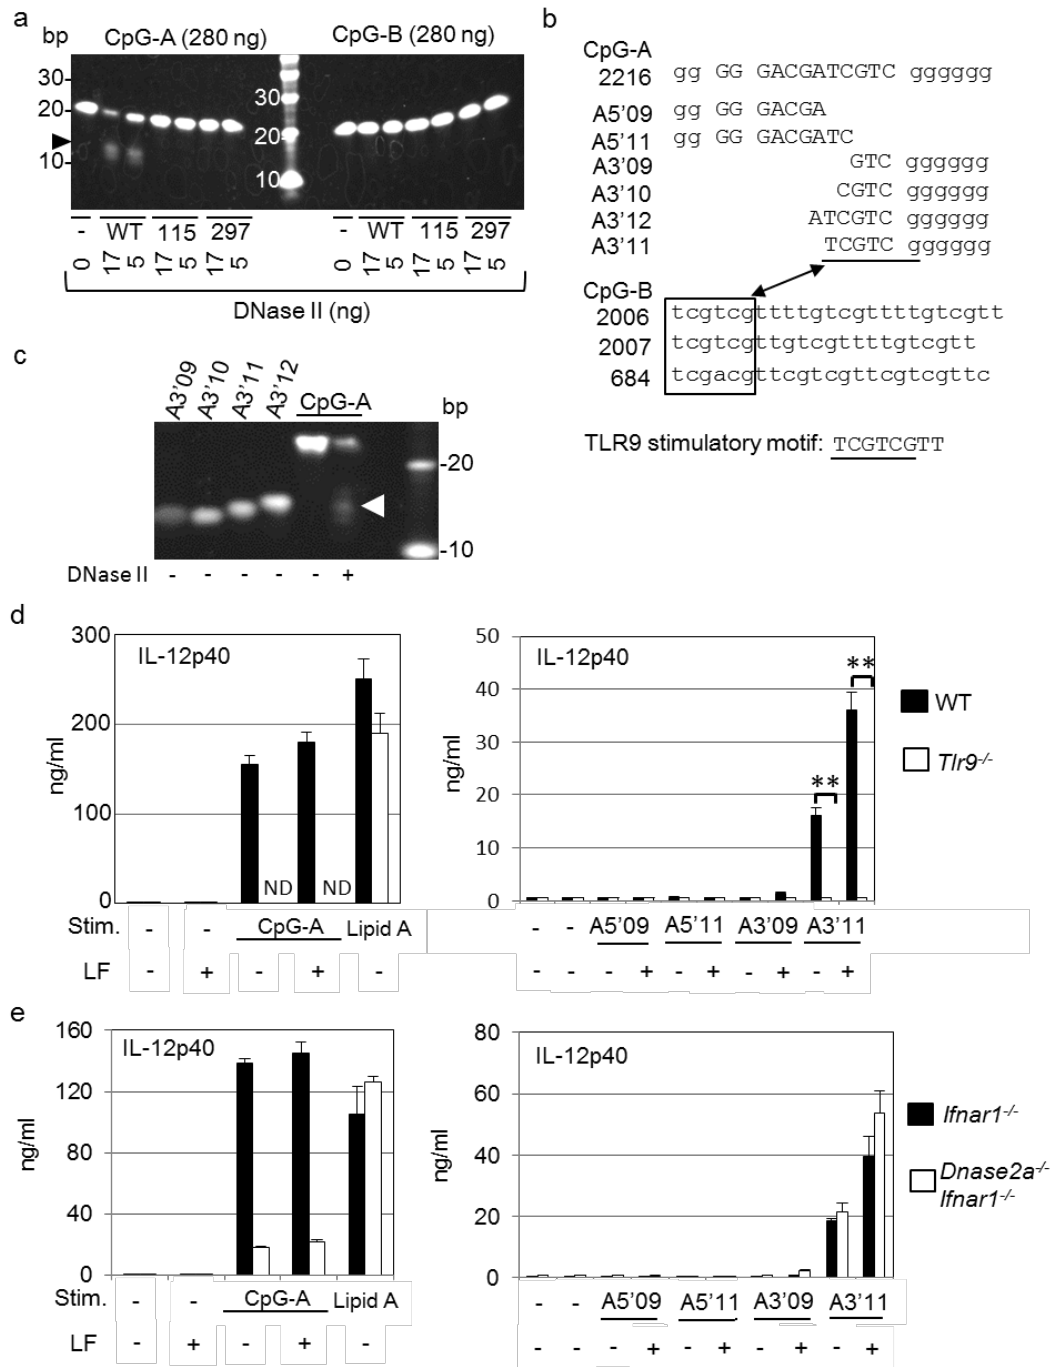 a
bp
CpG-A (280 ng)
CpG-B (280 ng)
30
20
10
30
20
10
- WT 115 297
- WT 115 297
0 17 5 17 5 17 5
0 17 5 17 5 17 5
DNase II (ng)
b
CpG-A
2216 gg GG GACGATCGTC gggggg
A5'09 gg GG GACGA
A5'11 gg GG GACGATC
A3'09 GTC gggggg
A3'10 CGTC gggggg
A3'12 ATCGTC gggggg
A3'11 TCGTC gggggg
CpG-B
2006 tcgtcgttttgtcgttttgtcgtt
2007 tcgtcgttgtcgttttgtcgtt
684 tcgacgttcgtcgttcgtcgttc
TLR9 stimulatory motif: TCGTCGTT
c
A3'09 A3'10 A3'11 A3'12 CpG-A
bp
-20
-10
DNase II - - - - - +
d
IL-12p40
300
200
100
0
ng/ml
ND ND
Stim. - - CpG-A Lipid A
LF - + - + -
IL-12p40
50
40
30
20
10
0
ng/ml
**
**
- - A5'09 A5'11 A3'09 A3'11
- - - + - + - + - +
WT
Tlr9-/-
e
IL-12p40
160
120
80
40
0
ng/ml
Stim. - - CpG-A Lipid A
LF - + - + -
IL-12p40
80
60
40
20
0
ng/ml
- - A5'09 A5'11 A3'09 A3'11
- - - + - + - + - +
Ifnar1-/-
Dnase2a-/-
Ifnar1-/-